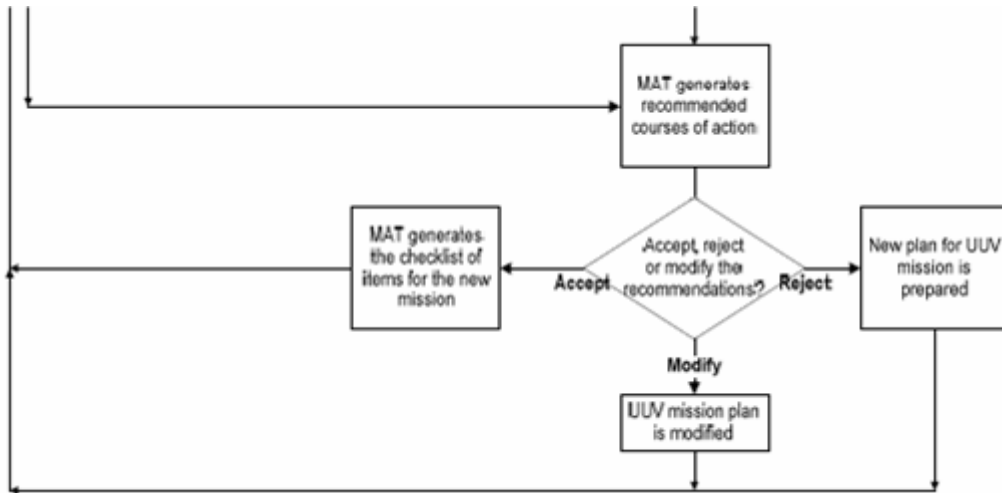 MAT generates
recommended
courses of action
MAT generates
the checklist of
items for the new
mission
Accept, reject
or modify the
recommendations?
New plan for UUV
mission is
prepared
Accept
Reject
Modify
UUV mission plan
is modified